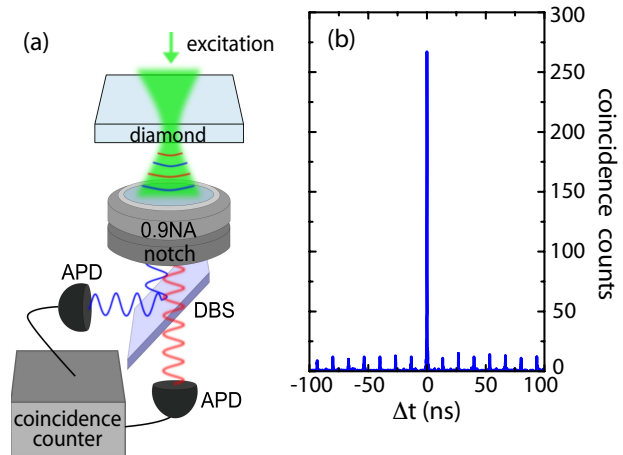 (a)
excitation
diamond
0.9NA
notch
APD
DBS
APD
coincidence
counter
(b)
300
250
200
150
100
50
0
coincidence counts
-100
-50
0
50
100
Δt (ns)